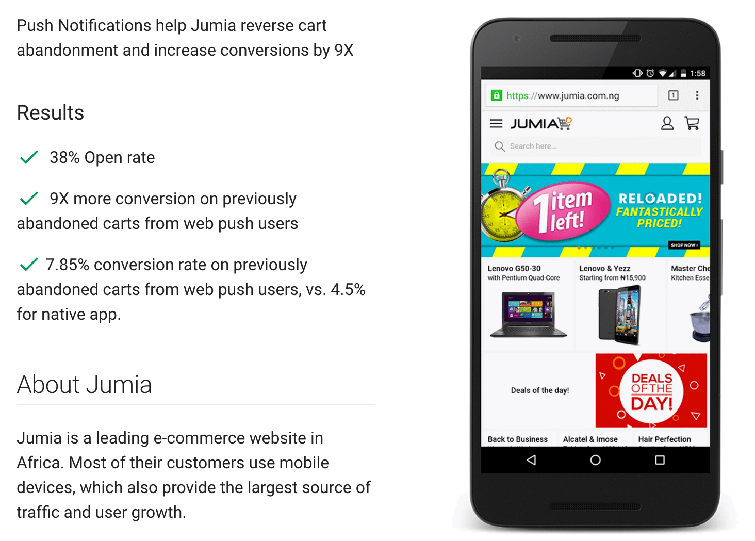 Push Notifications help Jumia reverse cart
abandonment and increase conversions by 9X
Results
38% Open rate
9X more conversion on previously
abandoned carts from web push users
7.85% conversion rate on previously
abandoned carts from web push users, vs. 4.5%
for native app.
About Jumia
Jumia is a leading e-commerce website in
Africa. Most of their customers use mobile
devices, which also provide the largest source of
traffic and user growth.
1:58
https://www.jumia.com.ng
1
JUMIA
Search here...
1 item
left!
RELOADED!
FANTASTICALLY
PRICED!
SHOP NOW
Lenovo G50-30
with Pentium Quad Core
Lenovo & Yezz
Starting from ₦15,900
Master Che
Kitchen Esse
Deals of the day!
DEALS
OF THE
DAY!
Back to Business
Alcatel & Imose
Hair Perfection